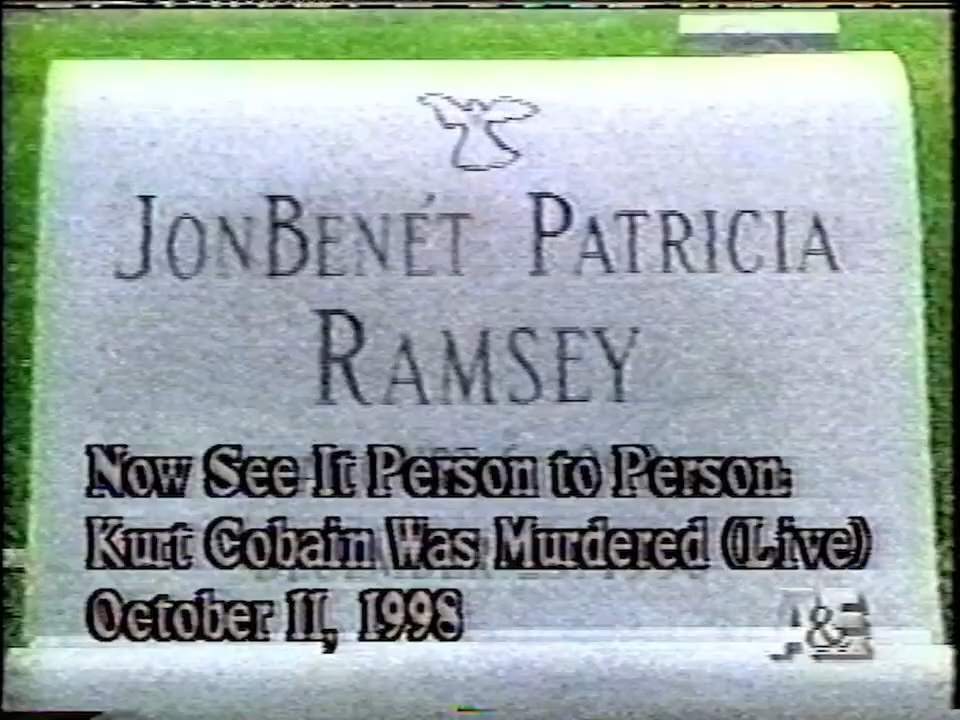 JONBENÉT PATRICIA
RAMSEY
Now See It Person to Person:
Kurt Cobain Was Murdered (Live)
October 11, 1998
A&E